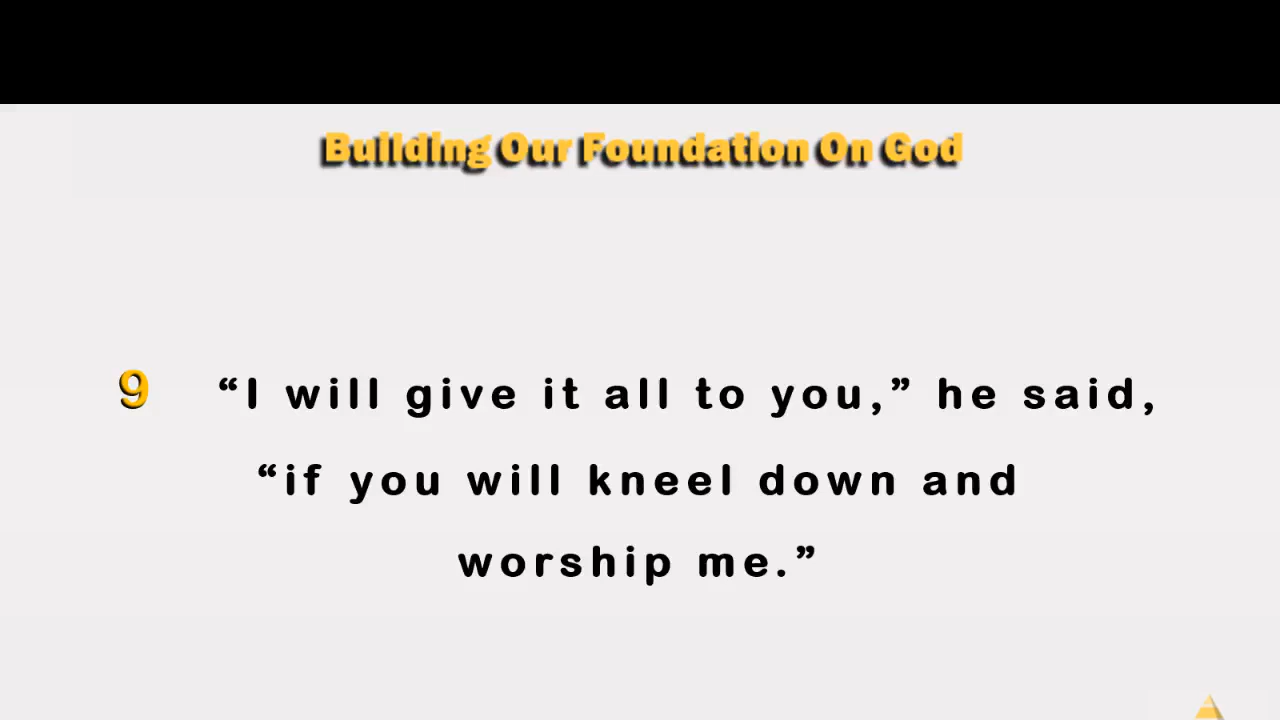 Building Our Foundation On God
9 “I will give it all to you,” he said,
“if you will kneel down and
worship me.”